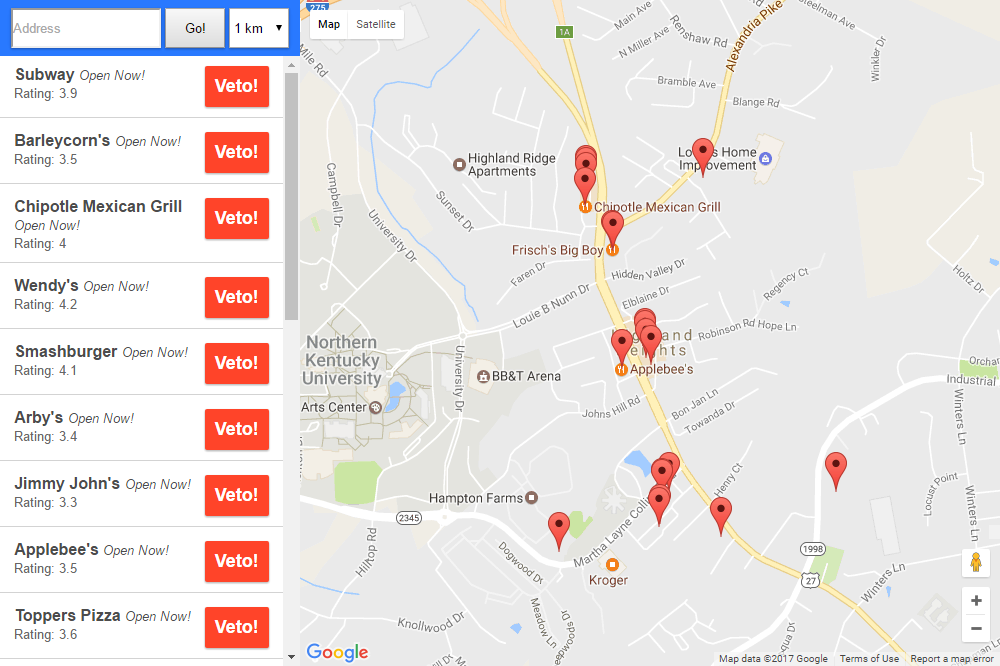 Address
Go!
1 km
Subway Open Now!
Rating: 3.9
Veto!
Barleycorn's Open Now!
Rating: 3.5
Veto!
Chipotle Mexican Grill
Open Now!
Rating: 4
Veto!
Wendy's Open Now!
Rating: 4.2
Veto!
Smashburger Open Now!
Rating: 4.1
Veto!
Arby's Open Now!
Rating: 3.4
Veto!
Jimmy John's Open Now!
Rating: 3.3
Veto!
Applebee's Open Now!
Rating: 3.5
Veto!
Toppers Pizza Open Now!
Rating: 3.6
Veto!
275
Map
Satellite
1A
Main Ave
Renshaw Rd
N Miller Ave
Steelman Ave
Alexandria Pike
Winkler Dr
Bramble Ave
Blange Rd
Mile Rd
Highland Ridge
Apartments
Home
Improvement
Campbell Dr
University Dr
Sunset Dr
Chipotle Mexican Grill
Frisch's Big Boy
Faren Dr
Hidden Valley Dr
Louie B Nunn Dr
Elblaine Dr
Regency Ct
Holtz Dr
Robinson Rd
Hope Ln
Northern
Kentucky
University
University Dr
BB&T Arena
Applebee's
Arts Center
Johns Hill Rd
Bon Jan Ln
Towanda Dr
Industrial
Winters Ln
Winters Ln
Henry Ct
Locust Point
Hampton Farms
2345
Martha Layne
Hilltop Rd
Dogwood Dr
Kroger
1998
27
Winters Ln
Knollwood Dr
Meadow Ln
Google
Map data ©2017 Google
Terms of Use
Report a map error